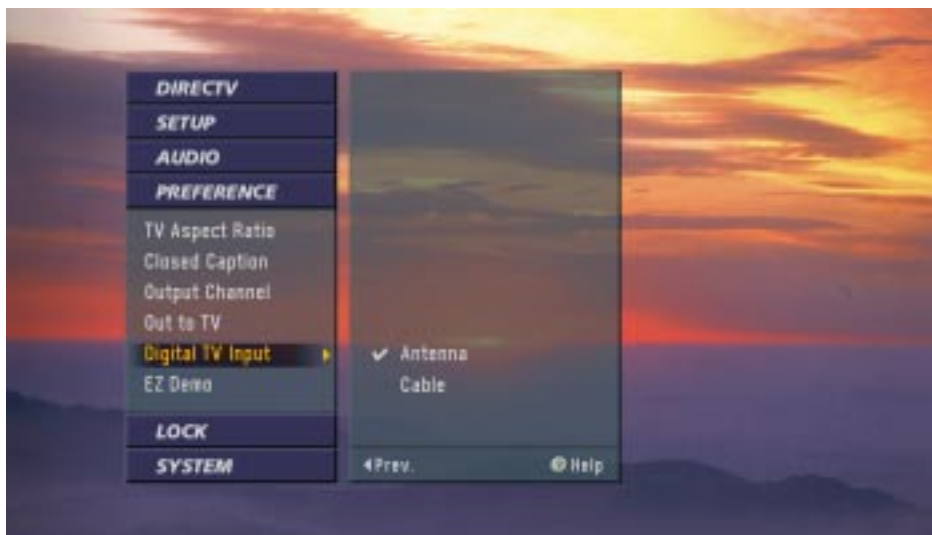 DIRECTV
SETUP
AUDIO
PREFERENCE
TV Aspect Ratio
Closed Caption
Output Channel
Out to TV
Digital TV Input
EZ Demo
LOCK
SYSTEM
Antenna
Cable
Prev.
Help